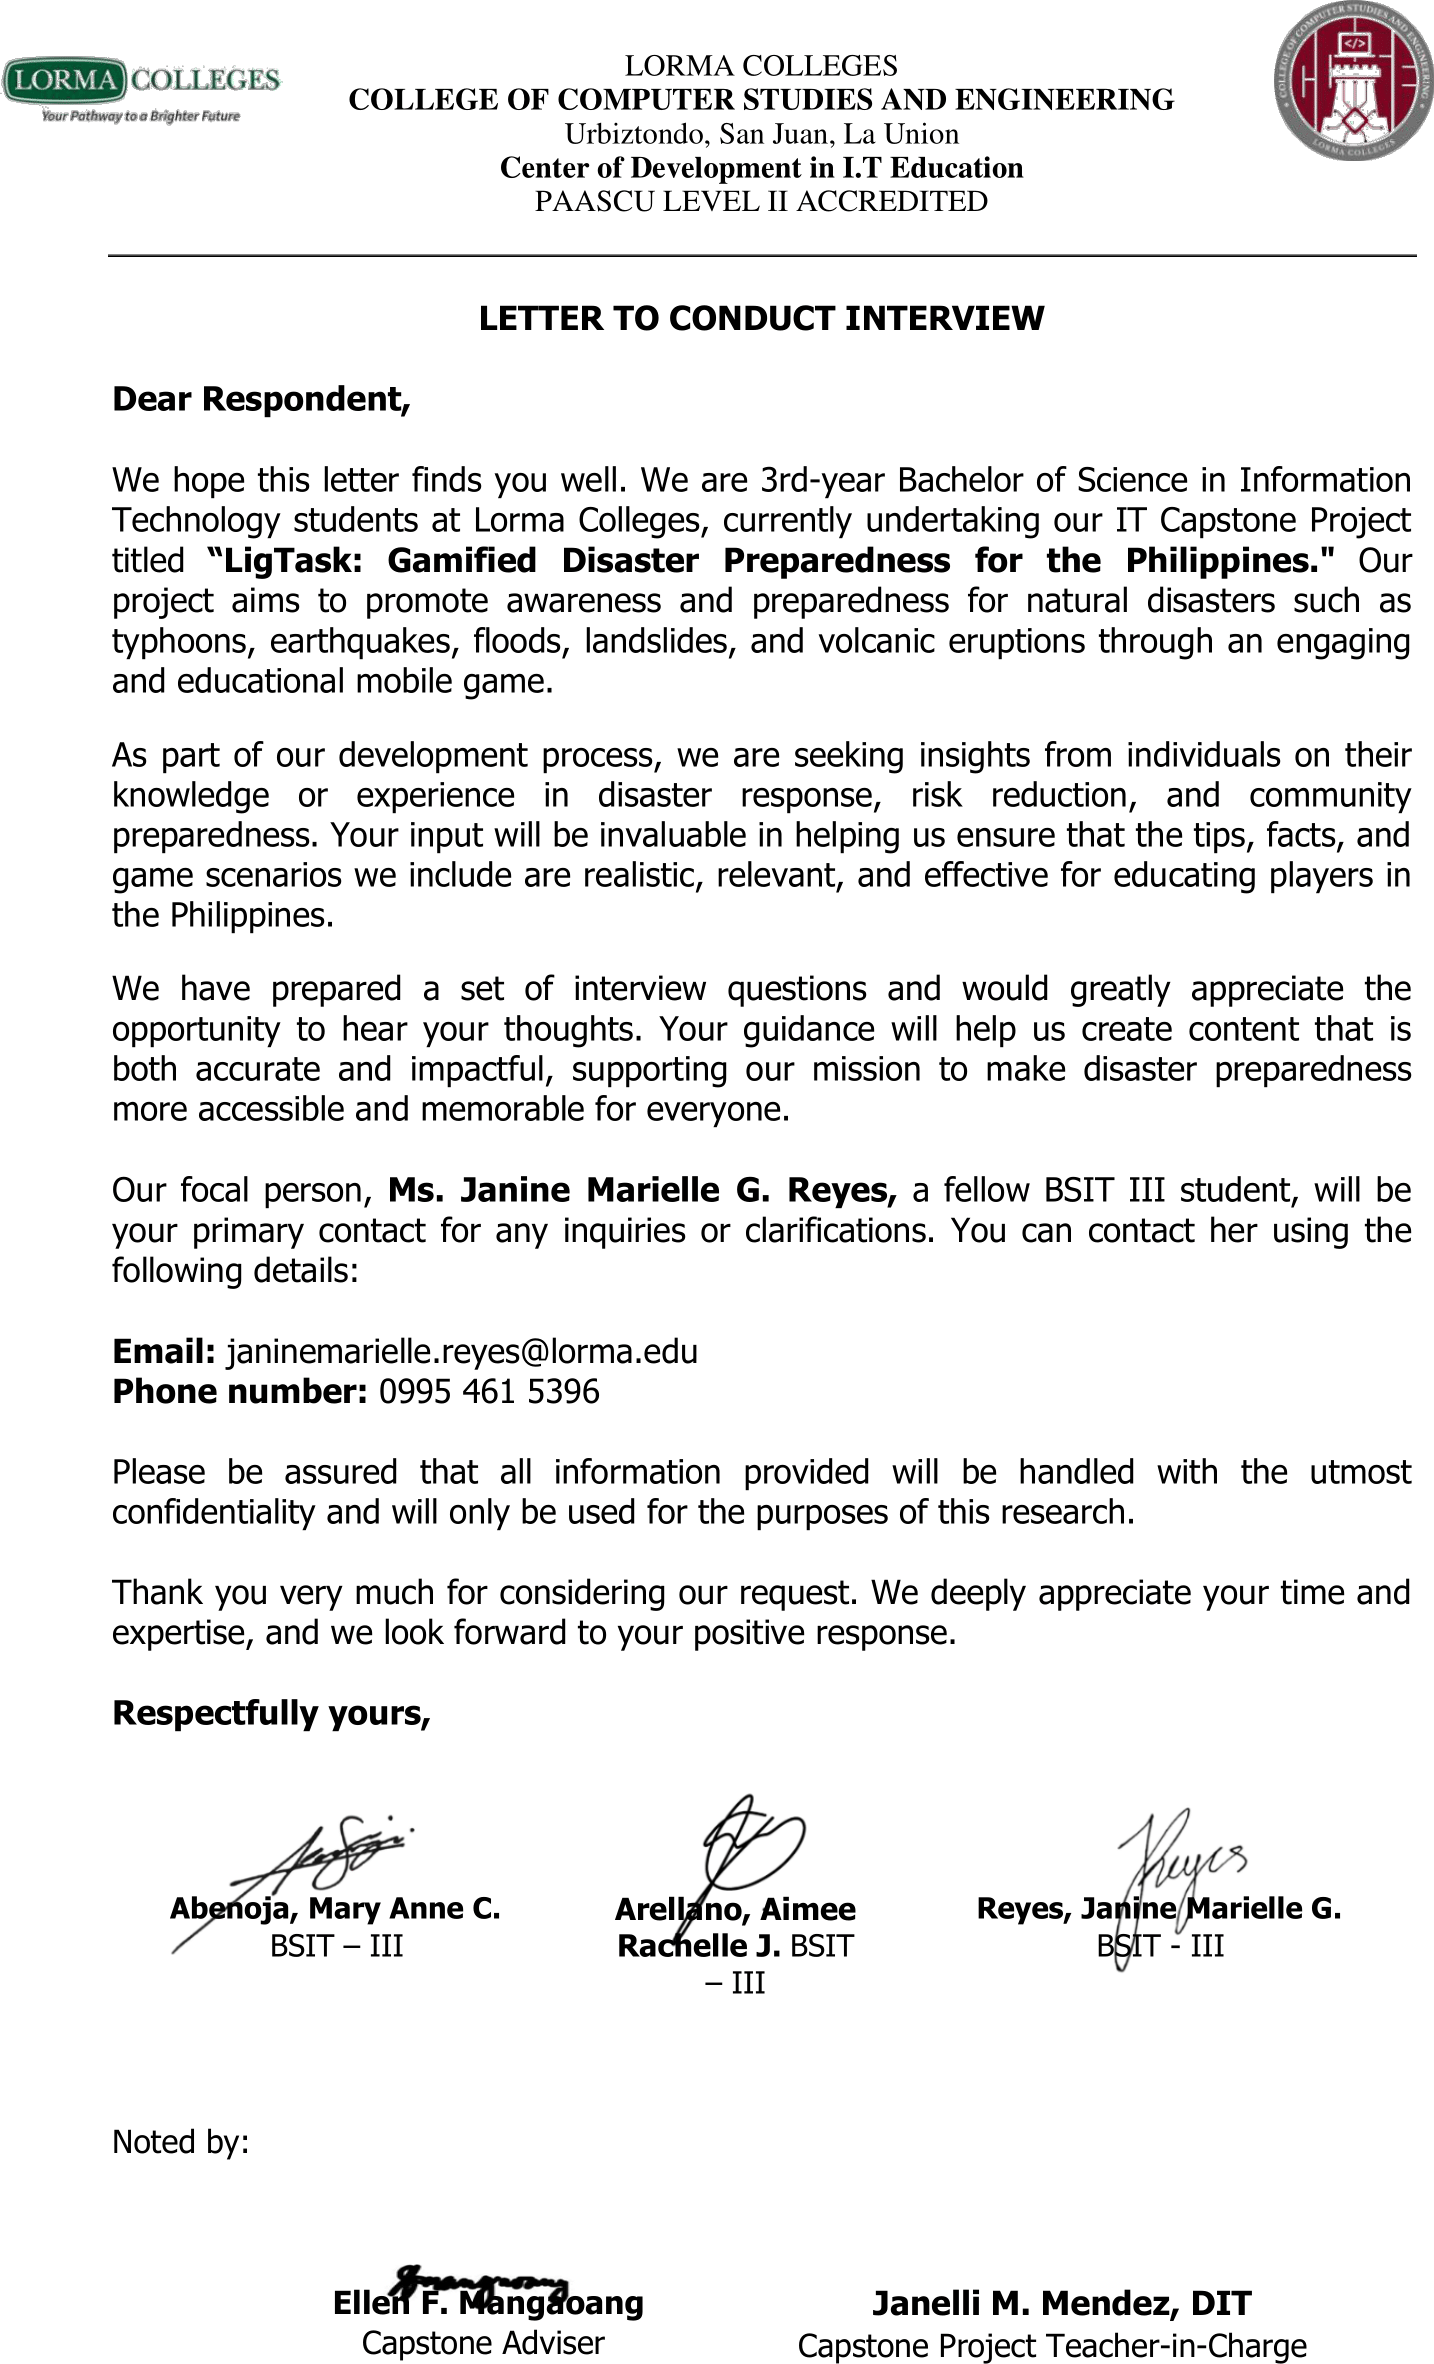 LORMA COLLEGES
Your Pathway to a Brighter Future
LORMA COLLEGES
COLLEGE OF COMPUTER STUDIES AND ENGINEERING
Urbiztondo, San Juan, La Union
Center of Development in I.T Education
PAASCU LEVEL II ACCREDITED
COLLEGE OF COMPUTER STUDIES AND ENGINEERING
</>
LORMA COLLEGES
LETTER TO CONDUCT INTERVIEW
Dear Respondent,
We hope this letter finds you well. We are 3rd-year Bachelor of Science in Information
Technology students at Lorma Colleges, currently undertaking our IT Capstone Project
titled “LigTask: Gamified Disaster Preparedness for the Philippines." Our
project aims to promote awareness and preparedness for natural disasters such as
typhoons, earthquakes, floods, landslides, and volcanic eruptions through an engaging
and educational mobile game.
As part of our development process, we are seeking insights from individuals on their
knowledge or experience in disaster response, risk reduction, and community
preparedness. Your input will be invaluable in helping us ensure that the tips, facts, and
game scenarios we include are realistic, relevant, and effective for educating players in
the Philippines.
We have prepared a set of interview questions and would greatly appreciate the
opportunity to hear your thoughts. Your guidance will help us create content that is
both accurate and impactful, supporting our mission to make disaster preparedness
more accessible and memorable for everyone.
Our focal person, Ms. Janine Marielle G. Reyes, a fellow BSIT III student, will be
your primary contact for any inquiries or clarifications. You can contact her using the
following details:
Email: janinemarielle.reyes@lorma.edu
Phone number: 0995 461 5396
Please be assured that all information provided will be handled with the utmost
confidentiality and will only be used for the purposes of this research.
Thank you very much for considering our request. We deeply appreciate your time and
expertise, and we look forward to your positive response.
Respectfully yours,
Abenoja, Mary Anne C.
BSIT – III
Arellano, Aimee
Rachelle J. BSIT
– III
Reyes
Reyes, Janine Marielle G.
BSIT - III
Noted by:
Ellen F. Mangaoang
Capstone Adviser
Janelli M. Mendez, DIT
Capstone Project Teacher-in-Charge